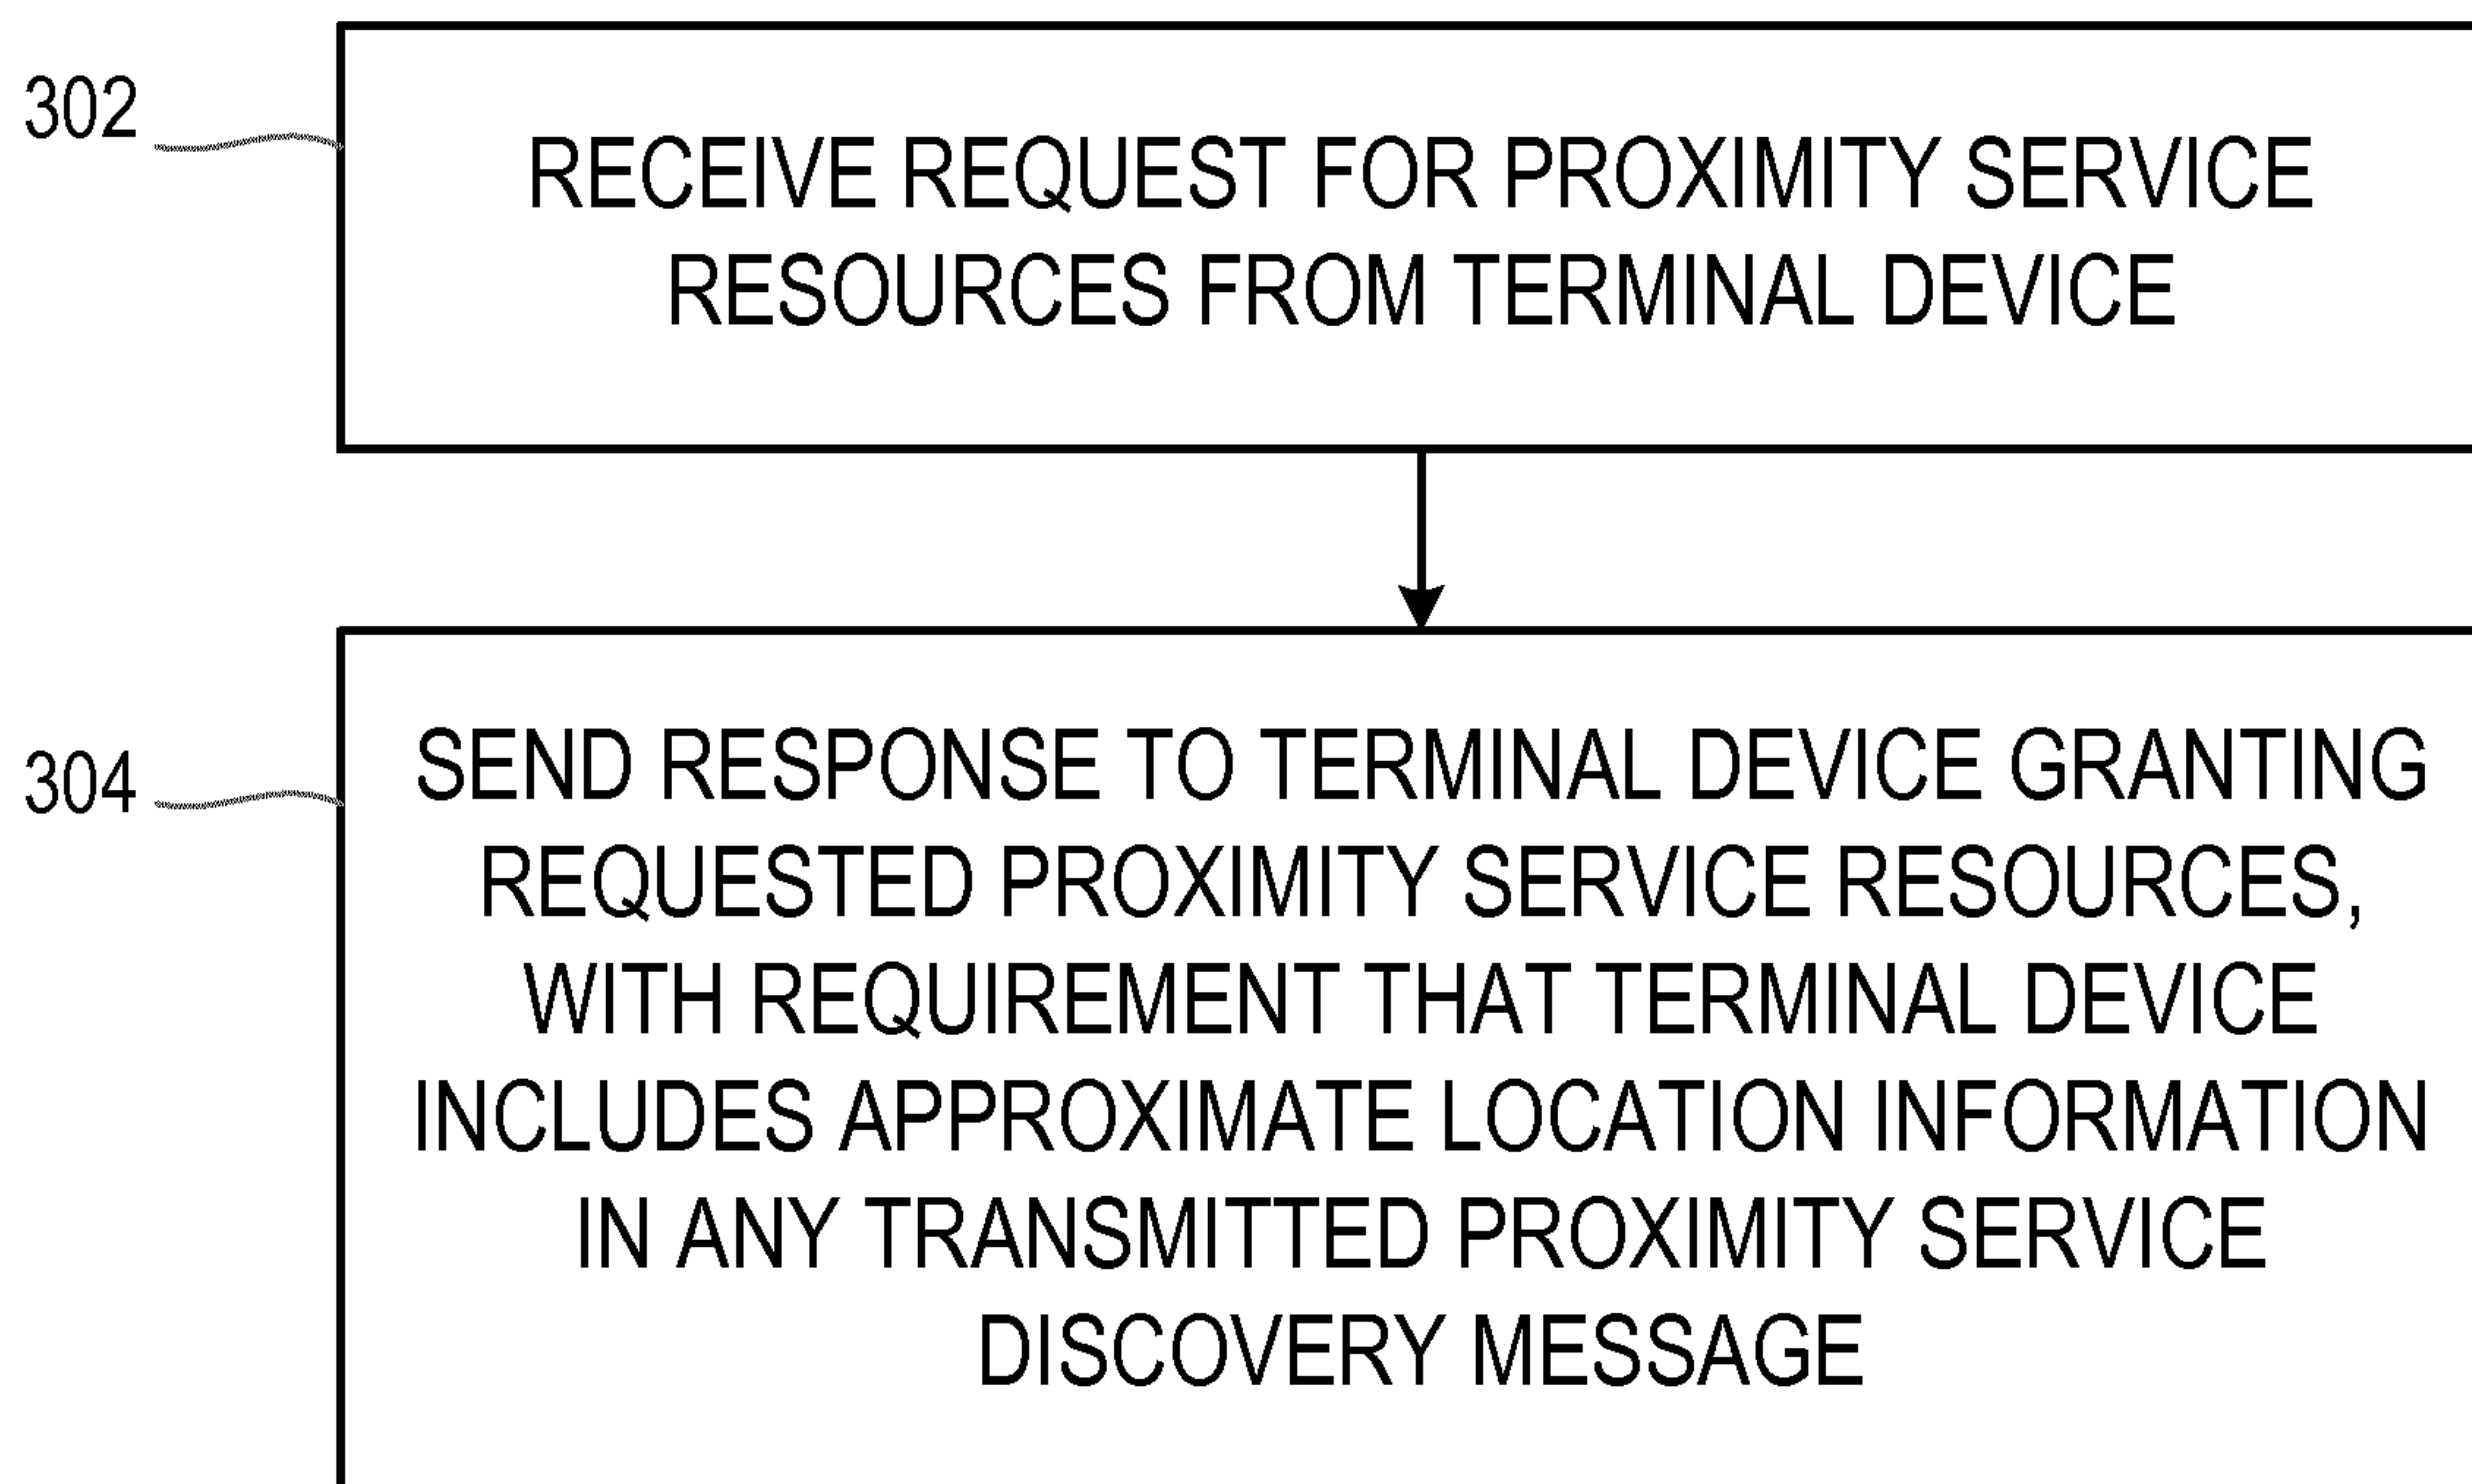 302
RECEIVE REQUEST FOR PROXIMITY SERVICE
RESOURCES FROM TERMINAL DEVICE
304
SEND RESPONSE TO TERMINAL DEVICE GRANTING
REQUESTED PROXIMITY SERVICE RESOURCES,
WITH REQUIREMENT THAT TERMINAL DEVICE
INCLUDES APPROXIMATE LOCATION INFORMATION
IN ANY TRANSMITTED PROXIMITY SERVICE
DISCOVERY MESSAGE